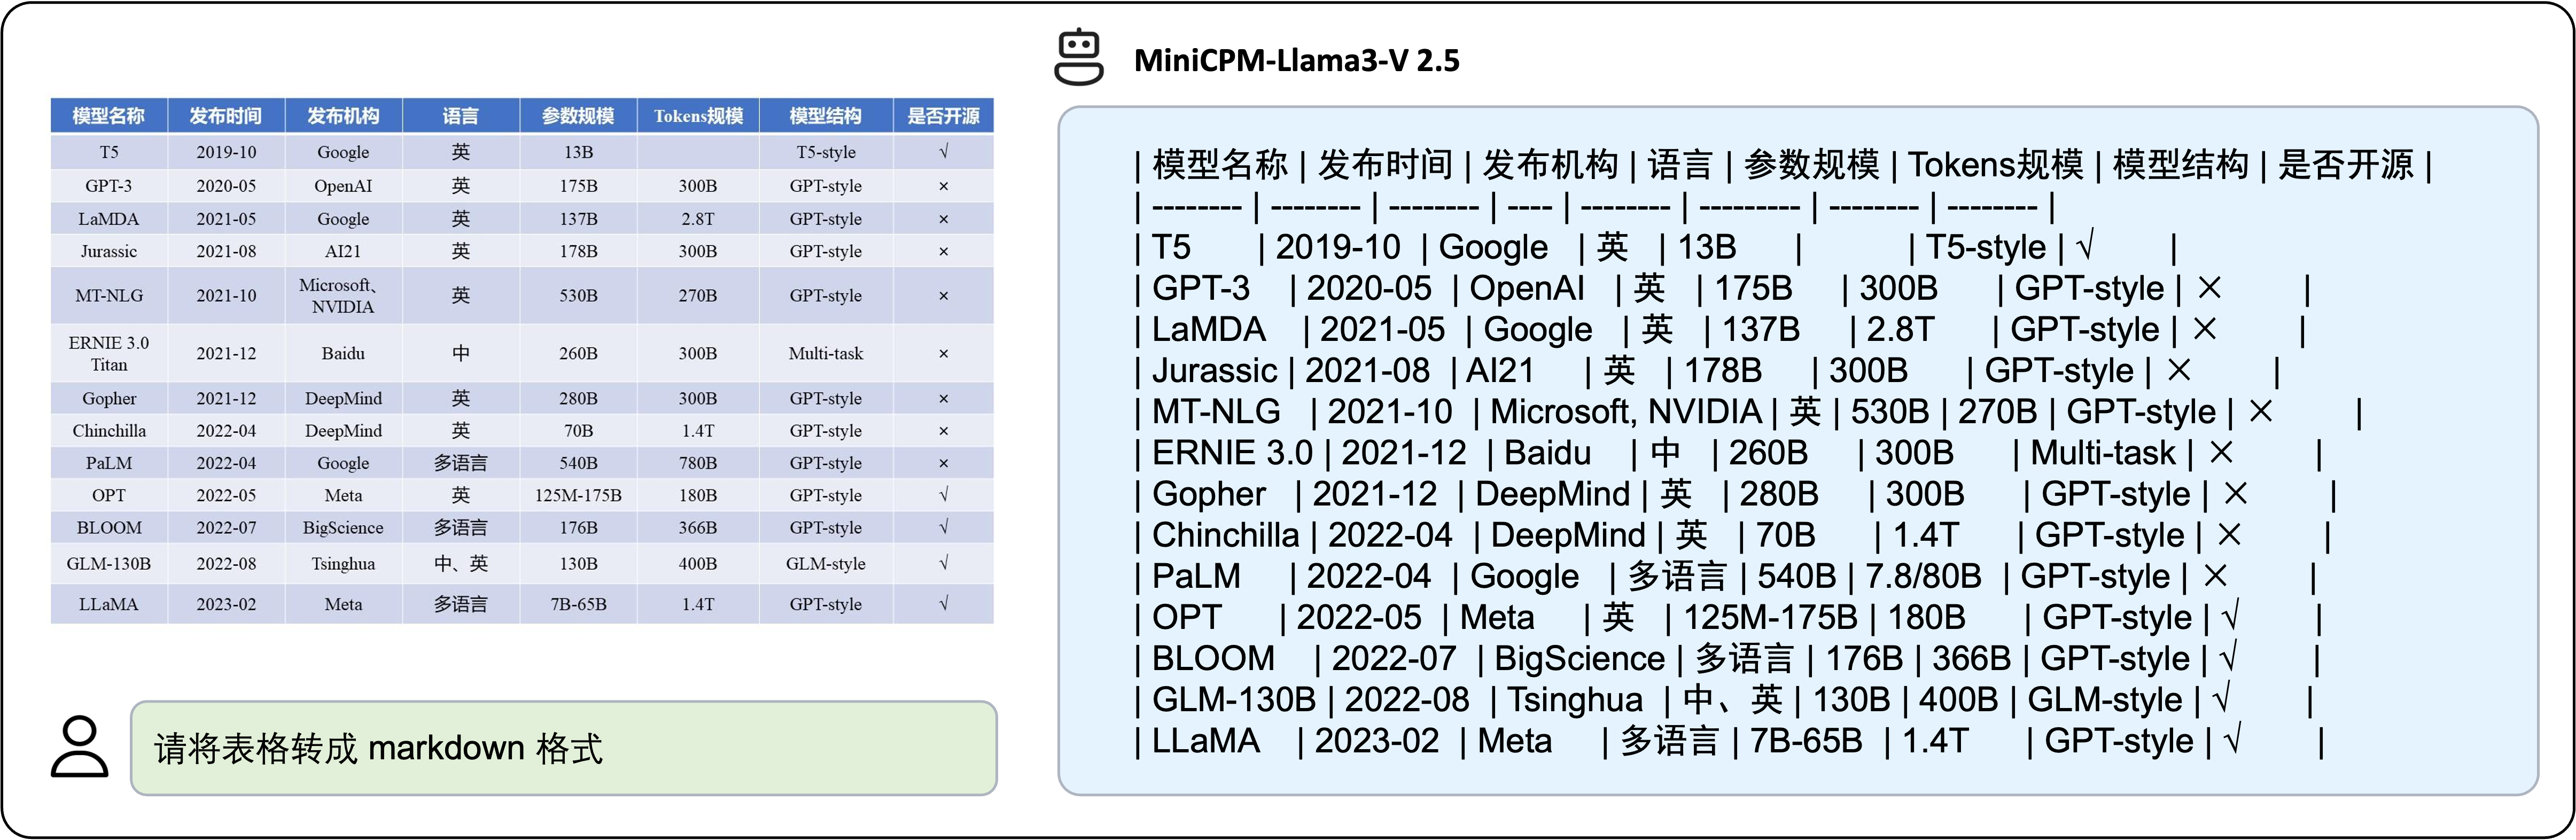 模型名称 发布时间 发布机构 语言 参数规模 Tokens规模 模型结构 是否开源
T5 2019-10 Google 英 13B T5-style √
GPT-3 2020-05 OpenAI 英 175B 300B GPT-style ×
LaMDA 2021-05 Google 英 137B 2.8T GPT-style ×
Jurassic 2021-08 AI21 英 178B 300B GPT-style ×
MT-NLG 2021-10 Microsoft、NVIDIA 英 530B 270B GPT-style ×
ERNIE 3.0 Titan 2021-12 Baidu 中 260B 300B Multi-task ×
Gopher 2021-12 DeepMind 英 280B 300B GPT-style ×
Chinchilla 2022-04 DeepMind 英 70B 1.4T GPT-style ×
PaLM 2022-04 Google 多语言 540B 780B GPT-style ×
OPT 2022-05 Meta 英 125M-175B 180B GPT-style √
BLOOM 2022-07 BigScience 多语言 176B 366B GPT-style √
GLM-130B 2022-08 Tsinghua 中、英 130B 400B GLM-style √
LLaMA 2023-02 Meta 多语言 7B-65B 1.4T GPT-style √
请将表格转成 markdown 格式
MiniCPM-Llama3-V 2.5
| 模型名称 | 发布时间 | 发布机构 | 语言 | 参数规模 | Tokens规模 | 模型结构 | 是否开源 |
| -------- | -------- | -------- | ---- | -------- | --------- | -------- | -------- |
| T5 | 2019-10 | Google | 英 | 13B | | T5-style | √ |
| GPT-3 | 2020-05 | OpenAI | 英 | 175B | 300B | GPT-style | × |
| LaMDA | 2021-05 | Google | 英 | 137B | 2.8T | GPT-style | × |
| Jurassic | 2021-08 | AI21 | 英 | 178B | 300B | GPT-style | × |
| MT-NLG | 2021-10 | Microsoft, NVIDIA | 英 | 530B | 270B | GPT-style | × |
| ERNIE 3.0 | 2021-12 | Baidu | 中 | 260B | 300B | Multi-task | × |
| Gopher | 2021-12 | DeepMind | 英 | 280B | 300B | GPT-style | × |
| Chinchilla | 2022-04 | DeepMind | 英 | 70B | 1.4T | GPT-style | × |
| PaLM | 2022-04 | Google | 多语言 | 540B | 7.8/80B | GPT-style | × |
| OPT | 2022-05 | Meta | 英 | 125M-175B | 180B | GPT-style | √ |
| BLOOM | 2022-07 | BigScience | 多语言 | 176B | 366B | GPT-style | √ |
| GLM-130B | 2022-08 | Tsinghua | 中、英 | 130B | 400B | GLM-style | √ |
| LLaMA | 2023-02 | Meta | 多语言 | 7B-65B | 1.4T | GPT-style | √ |